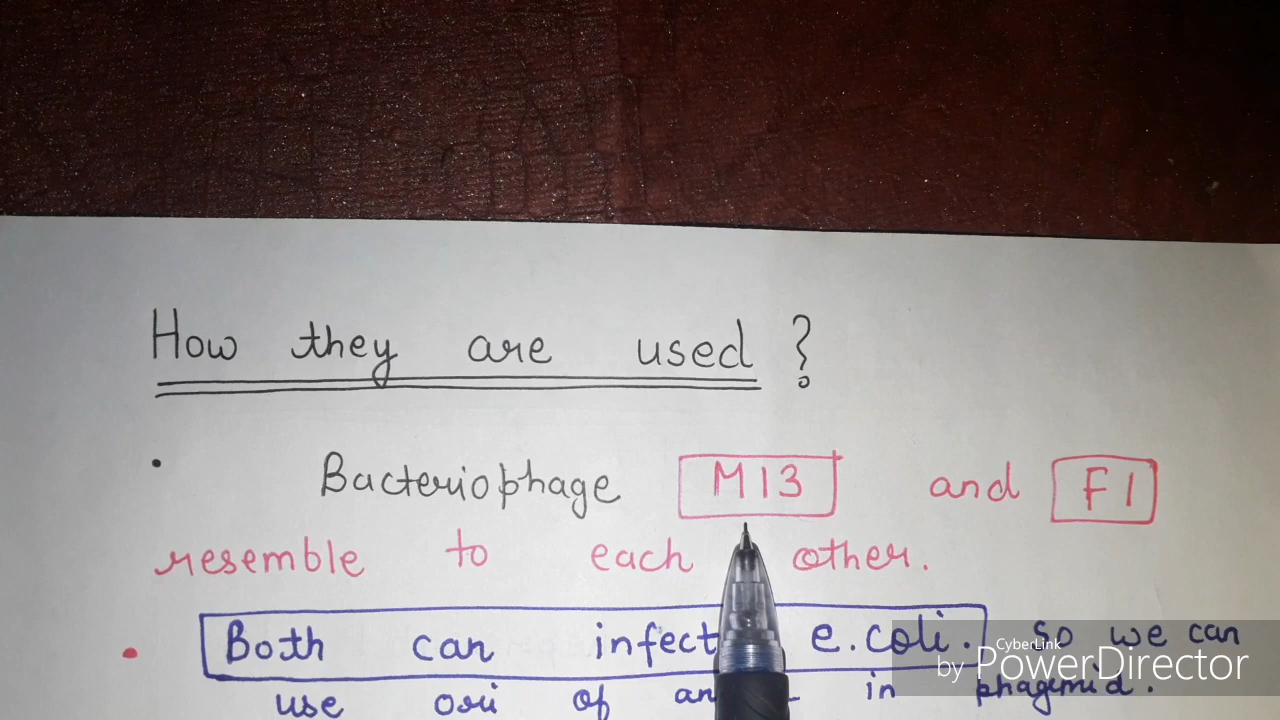 How they are used ?
• Bacteriophage M13 and F1
resemble to each other.
• Both can infect e.coli. So we can
use ori of in phagemid.
CyberLink
by PowerDirector